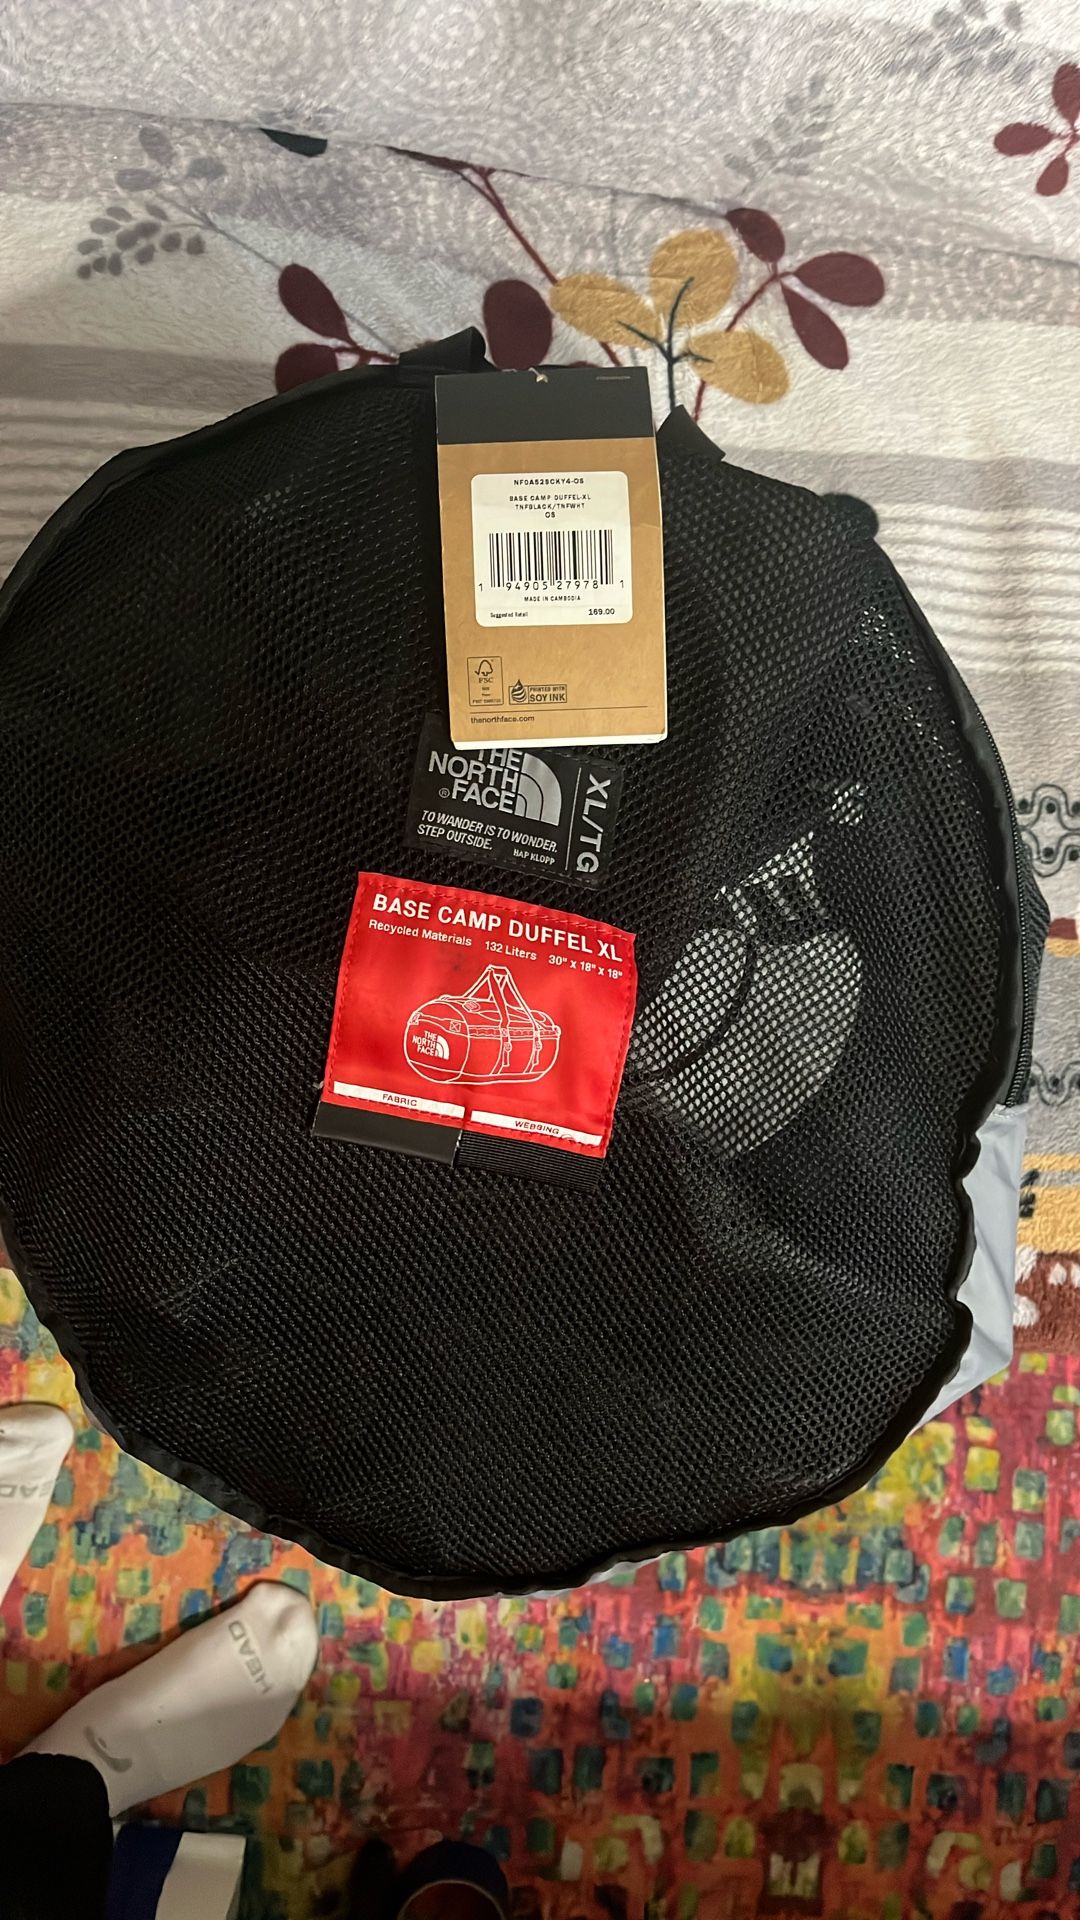 NF0A52SCKY4-OS
BASE CAMP DUFFEL-XL
TNFBLACK/TNFWHT
OS
1 94905 27978 1
MADE IN CAMBODIA
Suggested Retail 169.00
FSC
PRINTED WITH
SOY INK
thenorthface.com
THE
NORTH
FACE
®
XL/TG
TO WANDER IS TO WONDER.
STEP OUTSIDE. HAP KLOPP
BASE CAMP DUFFEL XL
Recycled Materials 132 Liters 30" x 18" x 18"
THE
NORTH
FACE
FABRIC
WEBBING
HEAD
EAD